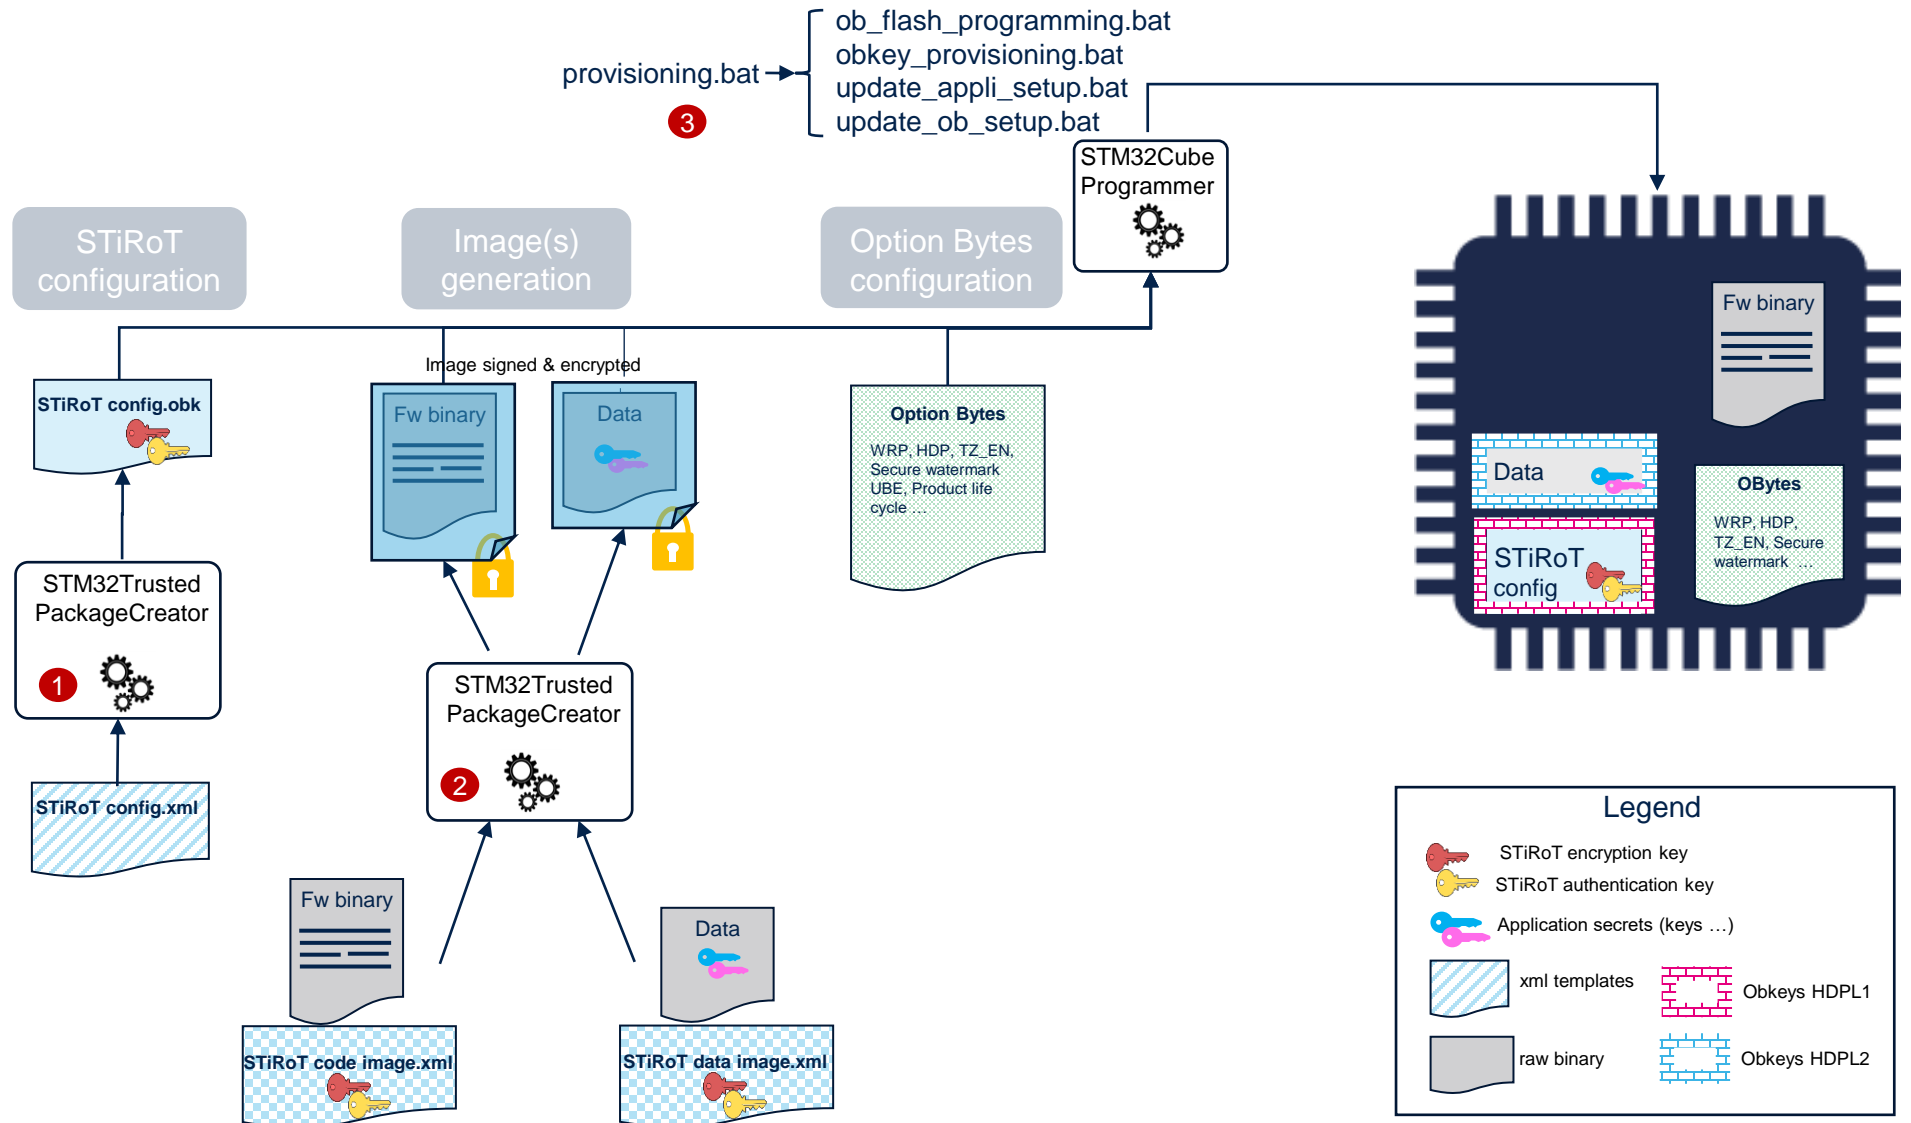 ob_flash_programming.bat
obkey_provisioning.bat
provisioning.bat
update_appli_setup.bat
update_ob_setup.bat
3
STM32Cube
Programmer
STiRoT
configuration
Image(s)
generation
Option Bytes
configuration
Image signed & encrypted
STiRoT config.obk
Fw binary
Data
Option Bytes
WRP, HDP, TZ_EN,
Secure watermark
UBE, Product life
cycle …
Fw binary
Data
OBytes
WRP, HDP,
TZ_EN, Secure
watermark …
STiRoT
config
STM32Trusted
PackageCreator
1
STM32Trusted
PackageCreator
2
STiRoT config.xml
Fw binary
Data
STiRoT code image.xml
STiRoT data image.xml
Legend
STiRoT encryption key
STiRoT authentication key
Application secrets (keys …)
xml templates
Obkeys HDPL1
raw binary
Obkeys HDPL2